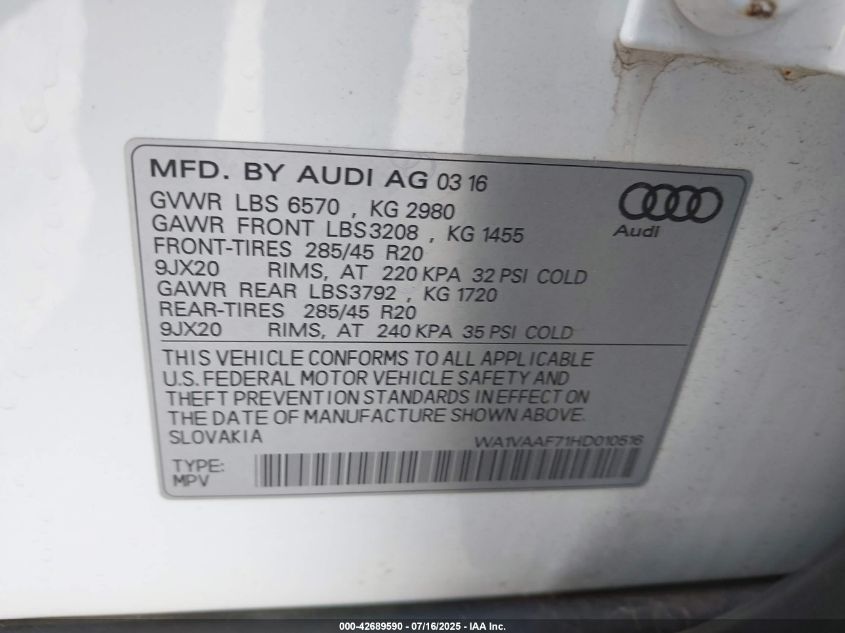 MFD. BY AUDI AG 03 16
GVWR LBS 6570 , KG 2980
GAWR FRONT LBS3208 , KG 1455
FRONT-TIRES 285/45 R20
9JX20 RIMS, AT 220 KPA 32 PSI COLD
GAWR REAR LBS3792 , KG 1720
REAR-TIRES 285/45 R20
9JX20 RIMS, AT 240 KPA 35 PSI COLD
Audi
THIS VEHICLE CONFORMS TO ALL APPLICABLE
U.S. FEDERAL MOTOR VEHICLE SAFETY AND
THEFT PREVENTION STANDARDS IN EFFECT ON
THE DATE OF MANUFACTURE SHOWN ABOVE.
SLOVAKIA WA1VAAF71HD010516
TYPE:
MPV
000-42689590 - 07/16/2025 - IAA Inc.